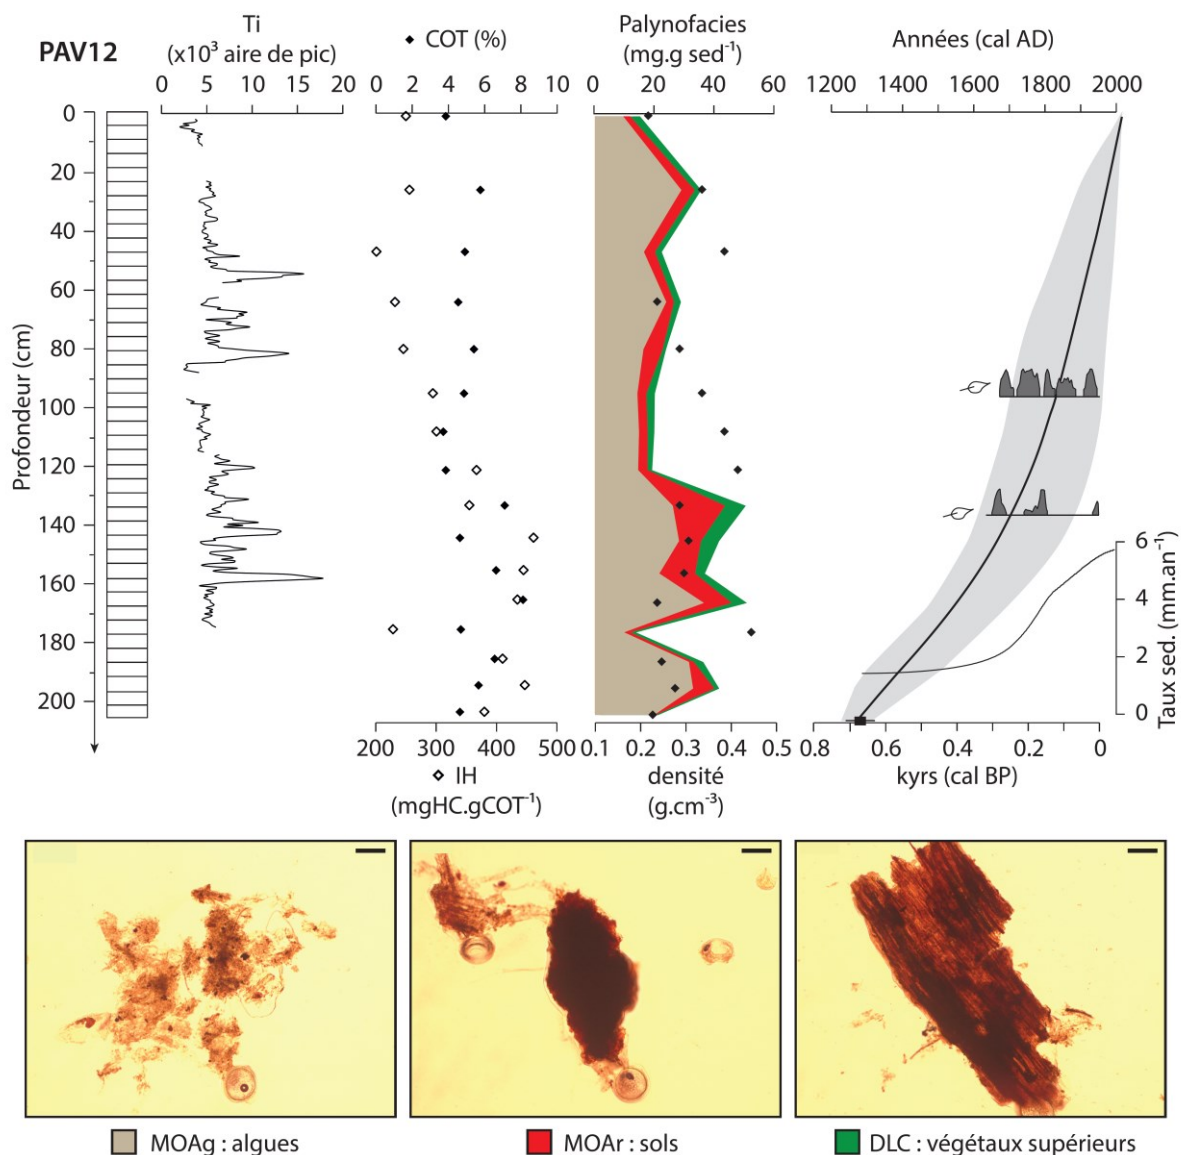 PAV12
Ti
(x10³ aire de pic)
0 5 10 15 20
COT (%)
0 2 4 6 8 10
Palynofacies
(mg.g sed⁻¹)
0 20 40 60
Années (cal AD)
1200 1400 1600 1800 2000
Profondeur (cm)
0
20
40
60
80
100
120
140
160
180
200
6
4
2
0
Taux sed. (mm.an⁻¹)
200 300 400 500
IH
(mgHC.gCOT⁻¹)
0.1 0.2 0.3 0.4 0.5
densité
(g.cm⁻³)
0.8 0.6 0.4 0.2 0
kyrs (cal BP)
MOAg : algues
MOAr : sols
DLC : végétaux supérieurs